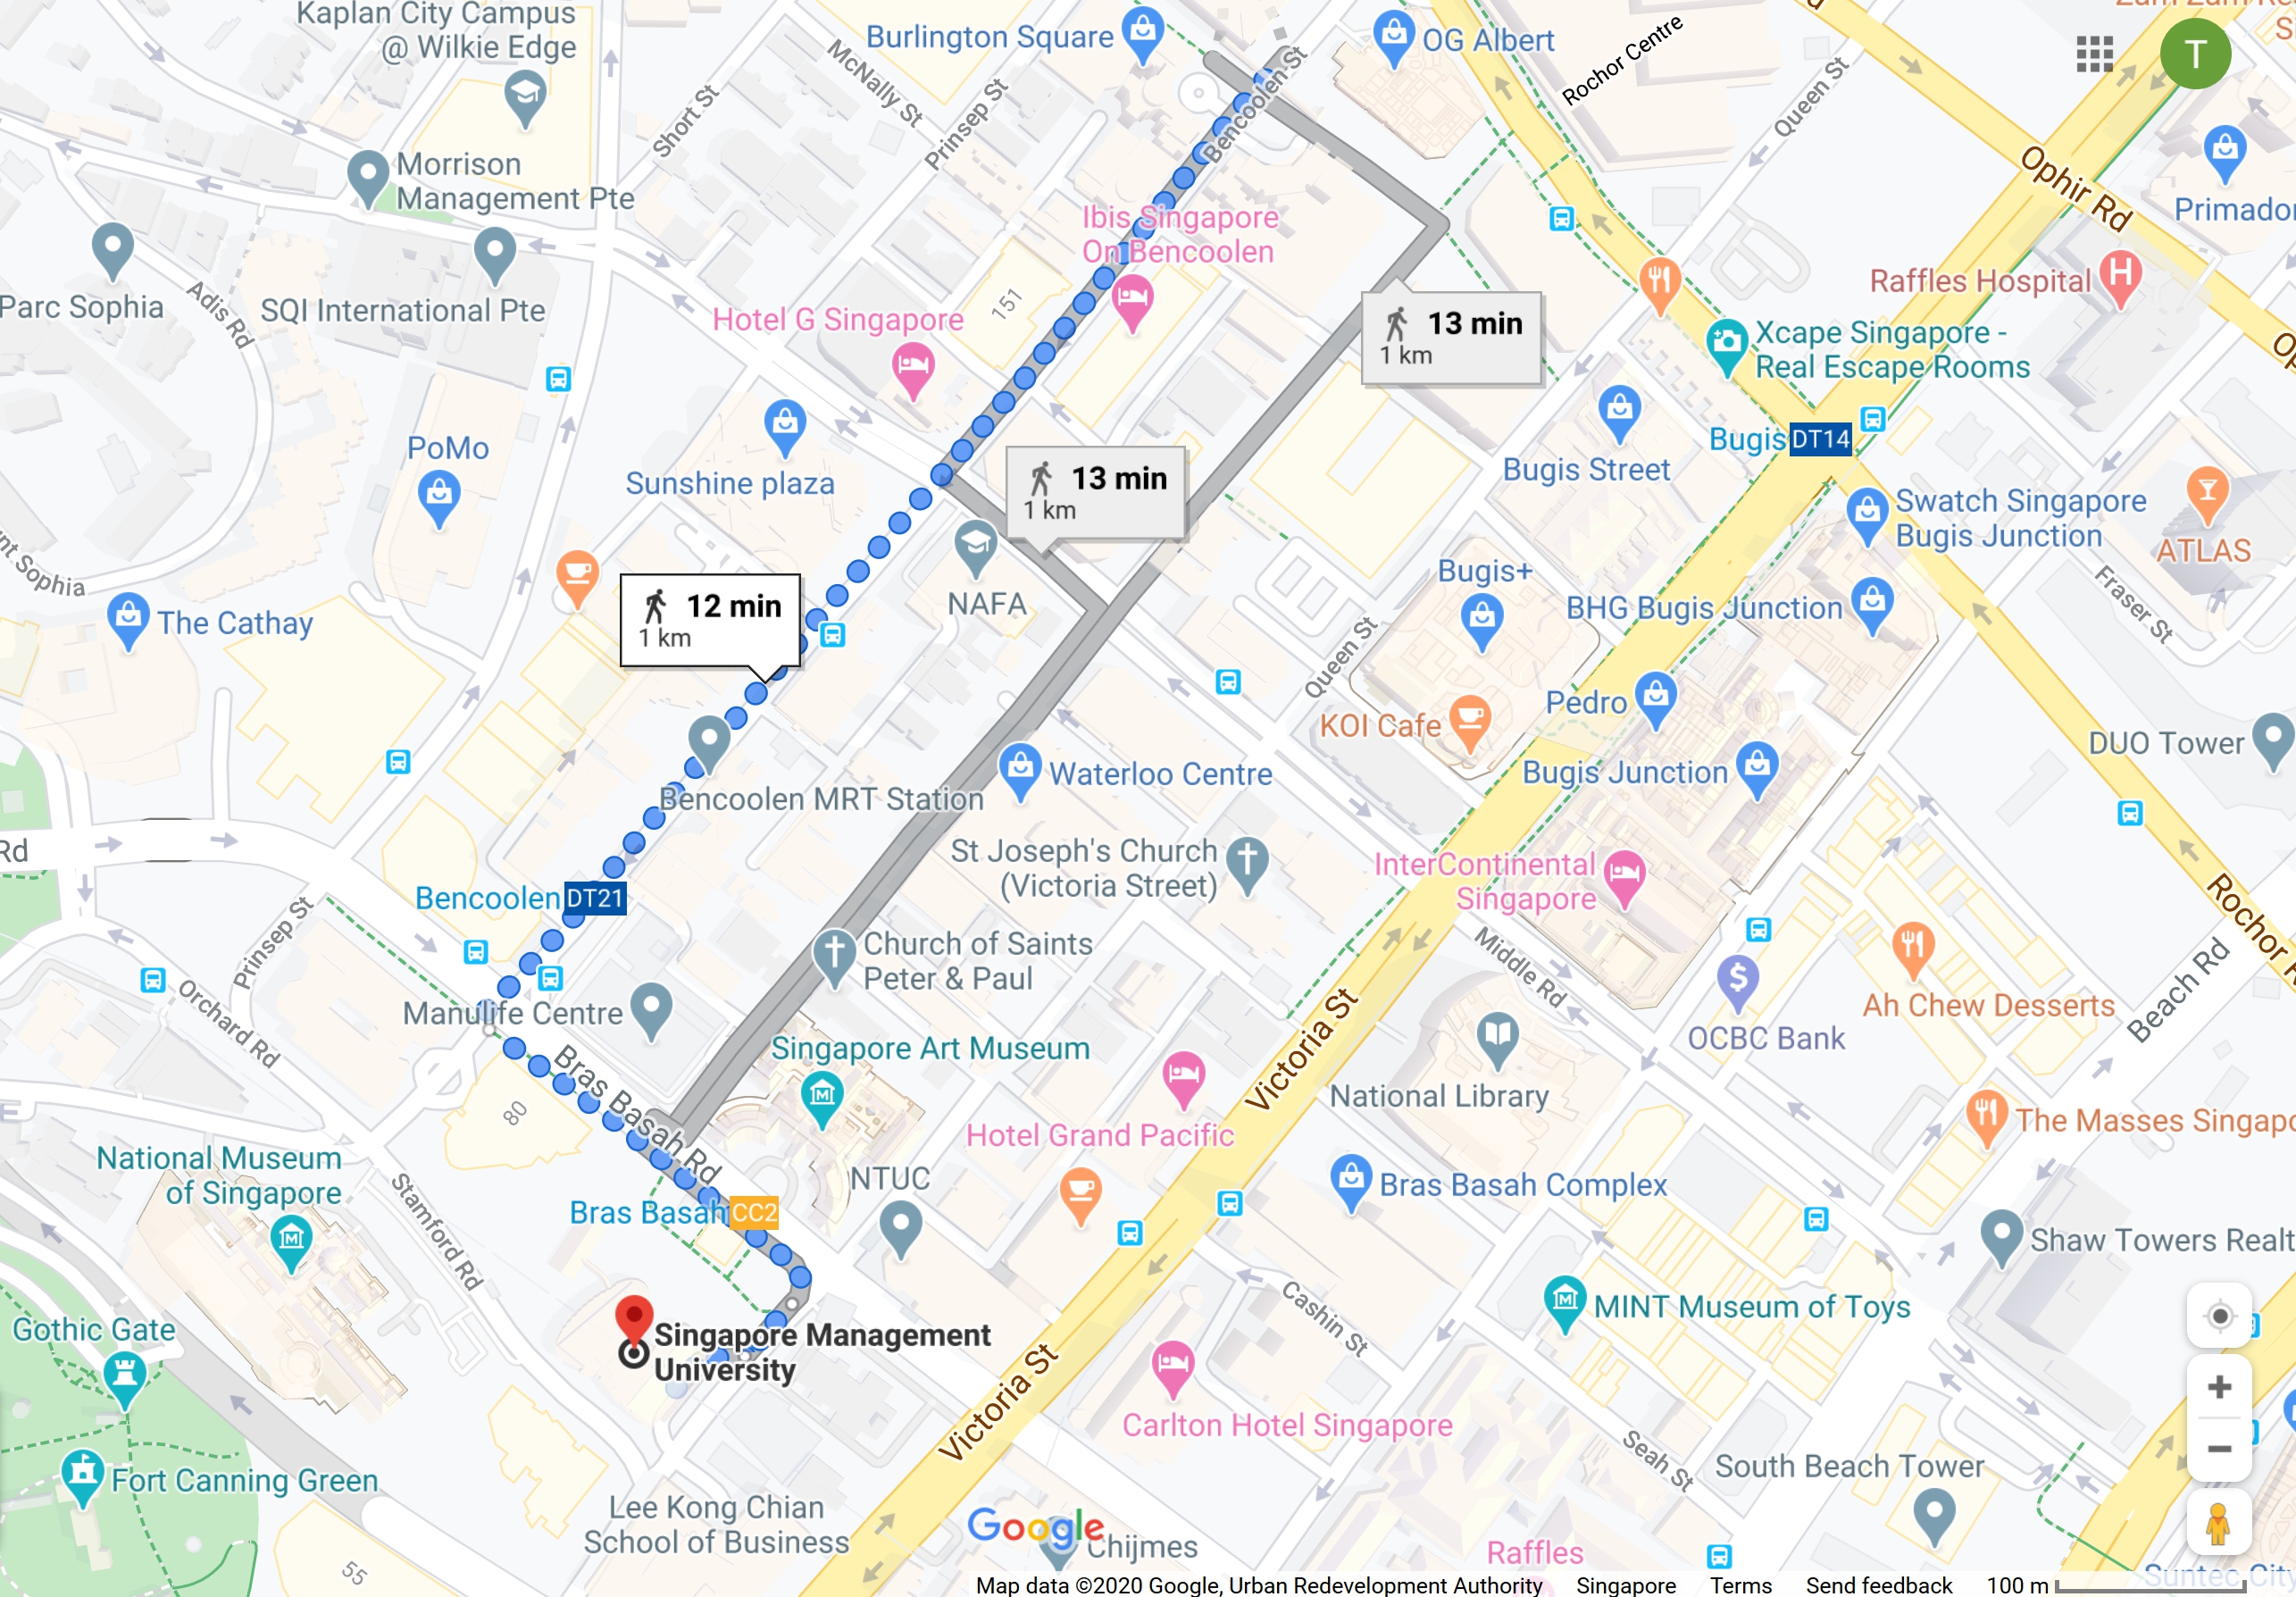 Kaplan City Campus
@ Wilkie Edge
Burlington Square
OG Albert
Rochor Centre
T
McNally St
Prinsep St
Short St
Bencoolen St
Queen St
Ophir Rd
Morrison
Management Pte
Primador
Ibis Singapore
On Bencoolen
151
Raffles Hospital
Parc Sophia
Adis Rd
SQI International Pte
Hotel G Singapore
13 min
1 km
Xcape Singapore -
Real Escape Rooms
PoMo
Sunshine plaza
13 min
1 km
Bugis DT14
Bugis Street
Swatch Singapore
Bugis Junction
ATLAS
nt Sophia
NAFA
Bugis+
BHG Bugis Junction
Fraser St
The Cathay
12 min
1 km
Queen St
KOI Cafe
Pedro
DUO Tower
Bugis Junction
Waterloo Centre
Bencoolen MRT Station
Rd
St Joseph's Church
(Victoria Street)
InterContinental
Singapore
Bencoolen DT21
Prinsep St
Church of Saints
Peter & Paul
Middle Rd
Rochor R
Beach Rd
Orchard Rd
Manulife Centre
Ah Chew Desserts
OCBC Bank
Victoria St
Singapore Art Museum
Bras Basah Rd
80
National Library
The Masses Singapo
Hotel Grand Pacific
National Museum
of Singapore
Stamford Rd
NTUC
Bras Basah Complex
Bras Basah CC2
Shaw Towers Realt
Cashin St
MINT Museum of Toys
Gothic Gate
Singapore Management
University
Victoria St
Carlton Hotel Singapore
Seah St
South Beach Tower
Fort Canning Green
Lee Kong Chian
School of Business
Google
Chijmes
Raffles
55
Suntec City
Map data ©2020 Google, Urban Redevelopment Authority Singapore Terms Send feedback 100 m